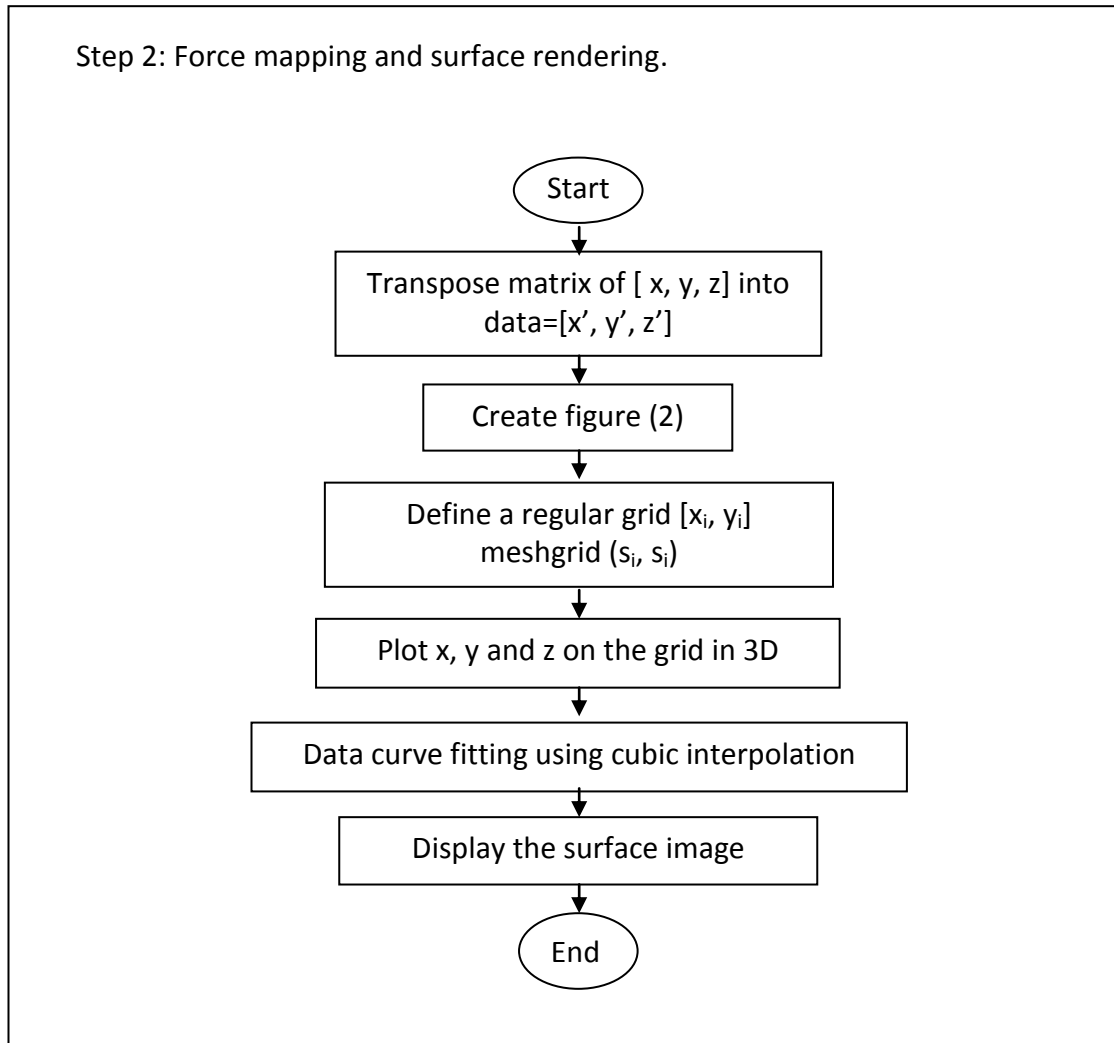 Step 2: Force mapping and surface rendering.
Start
Transpose matrix of [ x, y, z] into
data=[x’, y’, z’]
Create figure (2)
Define a regular grid [xᵢ, yᵢ]
meshgrid (sᵢ, sᵢ)
Plot x, y and z on the grid in 3D
Data curve fitting using cubic interpolation
Display the surface image
End